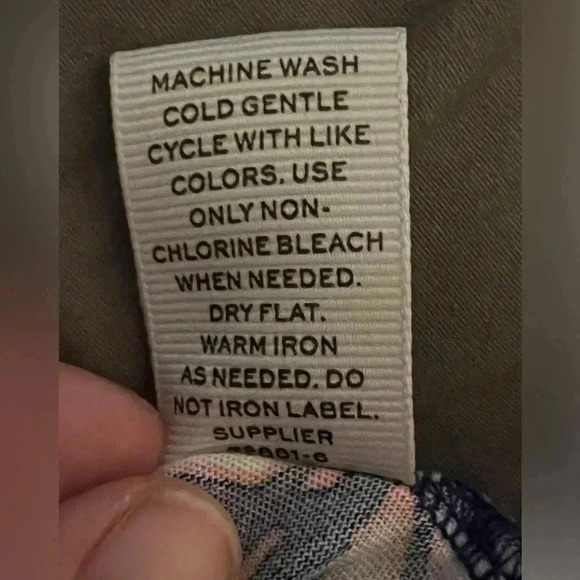 MACHINE WASH
COLD GENTLE
CYCLE WITH LIKE
COLORS. USE
ONLY NON-
CHLORINE BLEACH
WHEN NEEDED.
DRY FLAT.
WARM IRON
AS NEEDED. DO
NOT IRON LABEL.
SUPPLIER